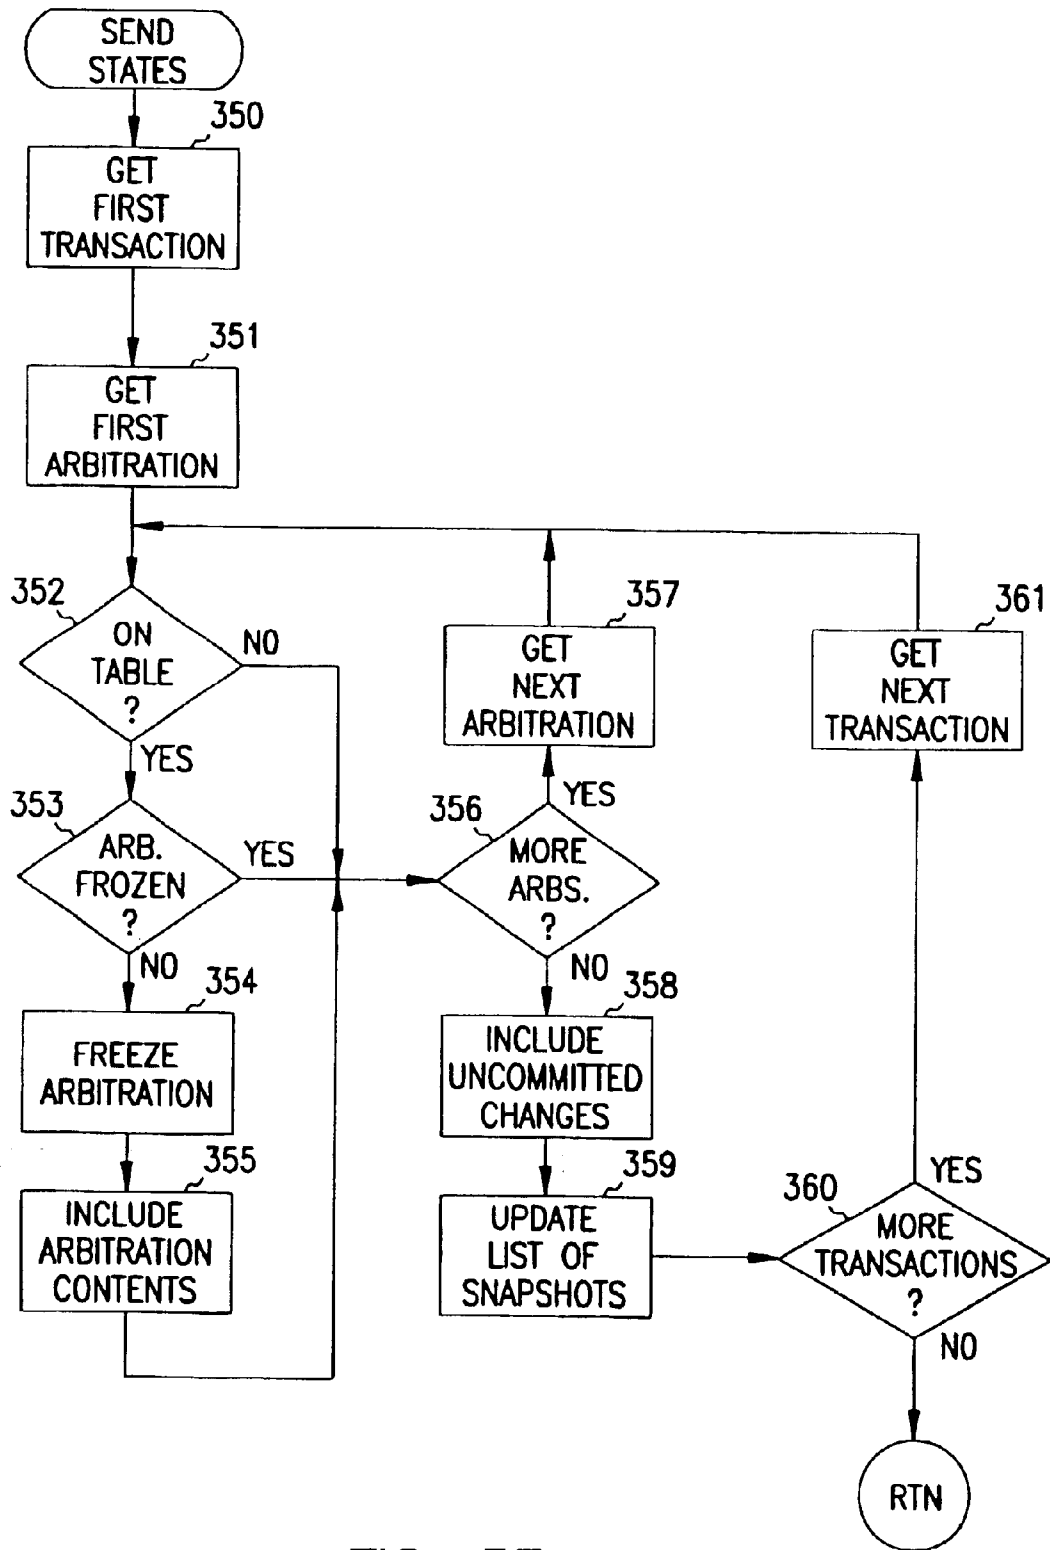 SEND
STATES
350
GET
FIRST
TRANSACTION
351
GET
FIRST
ARBITRATION
352
ON
TABLE
?
NO
YES
353
ARB.
FROZEN
?
YES
NO
354
FREEZE
ARBITRATION
355
INCLUDE
ARBITRATION
CONTENTS
356
MORE
ARBS.
?
YES
NO
357
GET
NEXT
ARBITRATION
358
INCLUDE
UNCOMMITTED
CHANGES
359
UPDATE
LIST OF
SNAPSHOTS
360
MORE
TRANSACTIONS
?
YES
NO
361
GET
NEXT
TRANSACTION
RTN